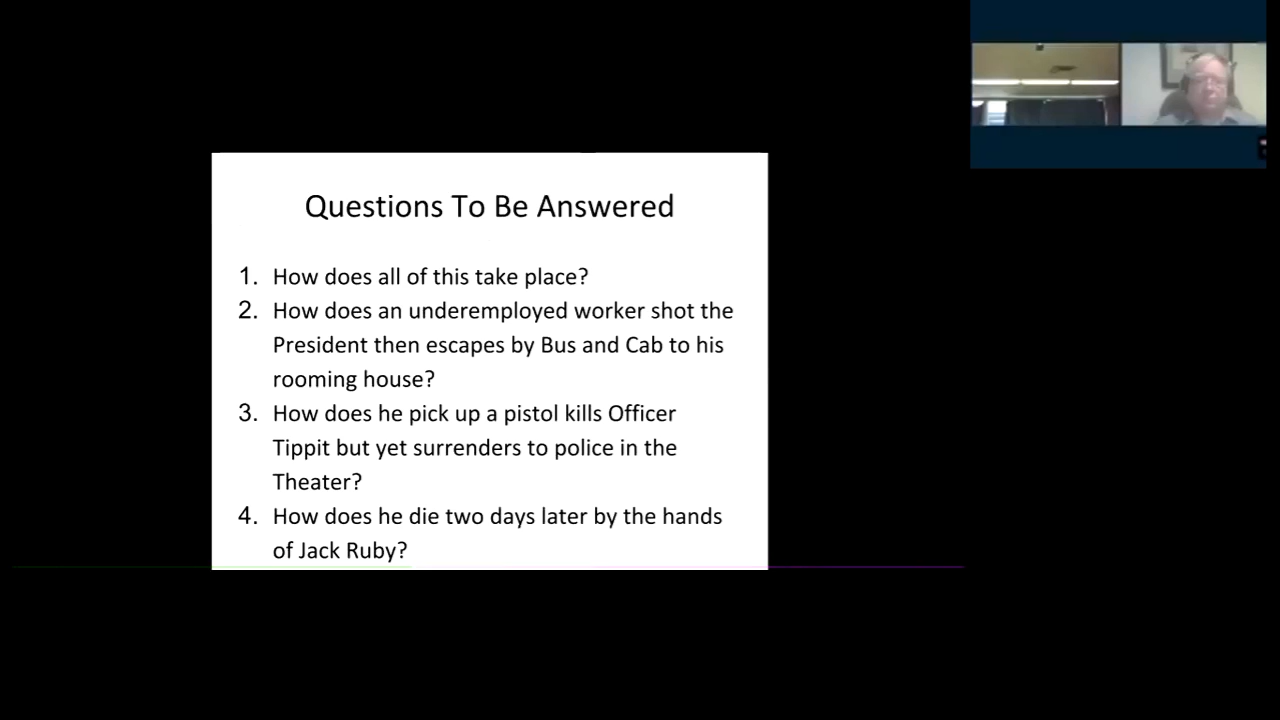 Questions To Be Answered
1. How does all of this take place?
2. How does an underemployed worker shot the
President then escapes by Bus and Cab to his
rooming house?
3. How does he pick up a pistol kills Officer
Tippit but yet surrenders to police in the
Theater?
4. How does he die two days later by the hands
of Jack Ruby?